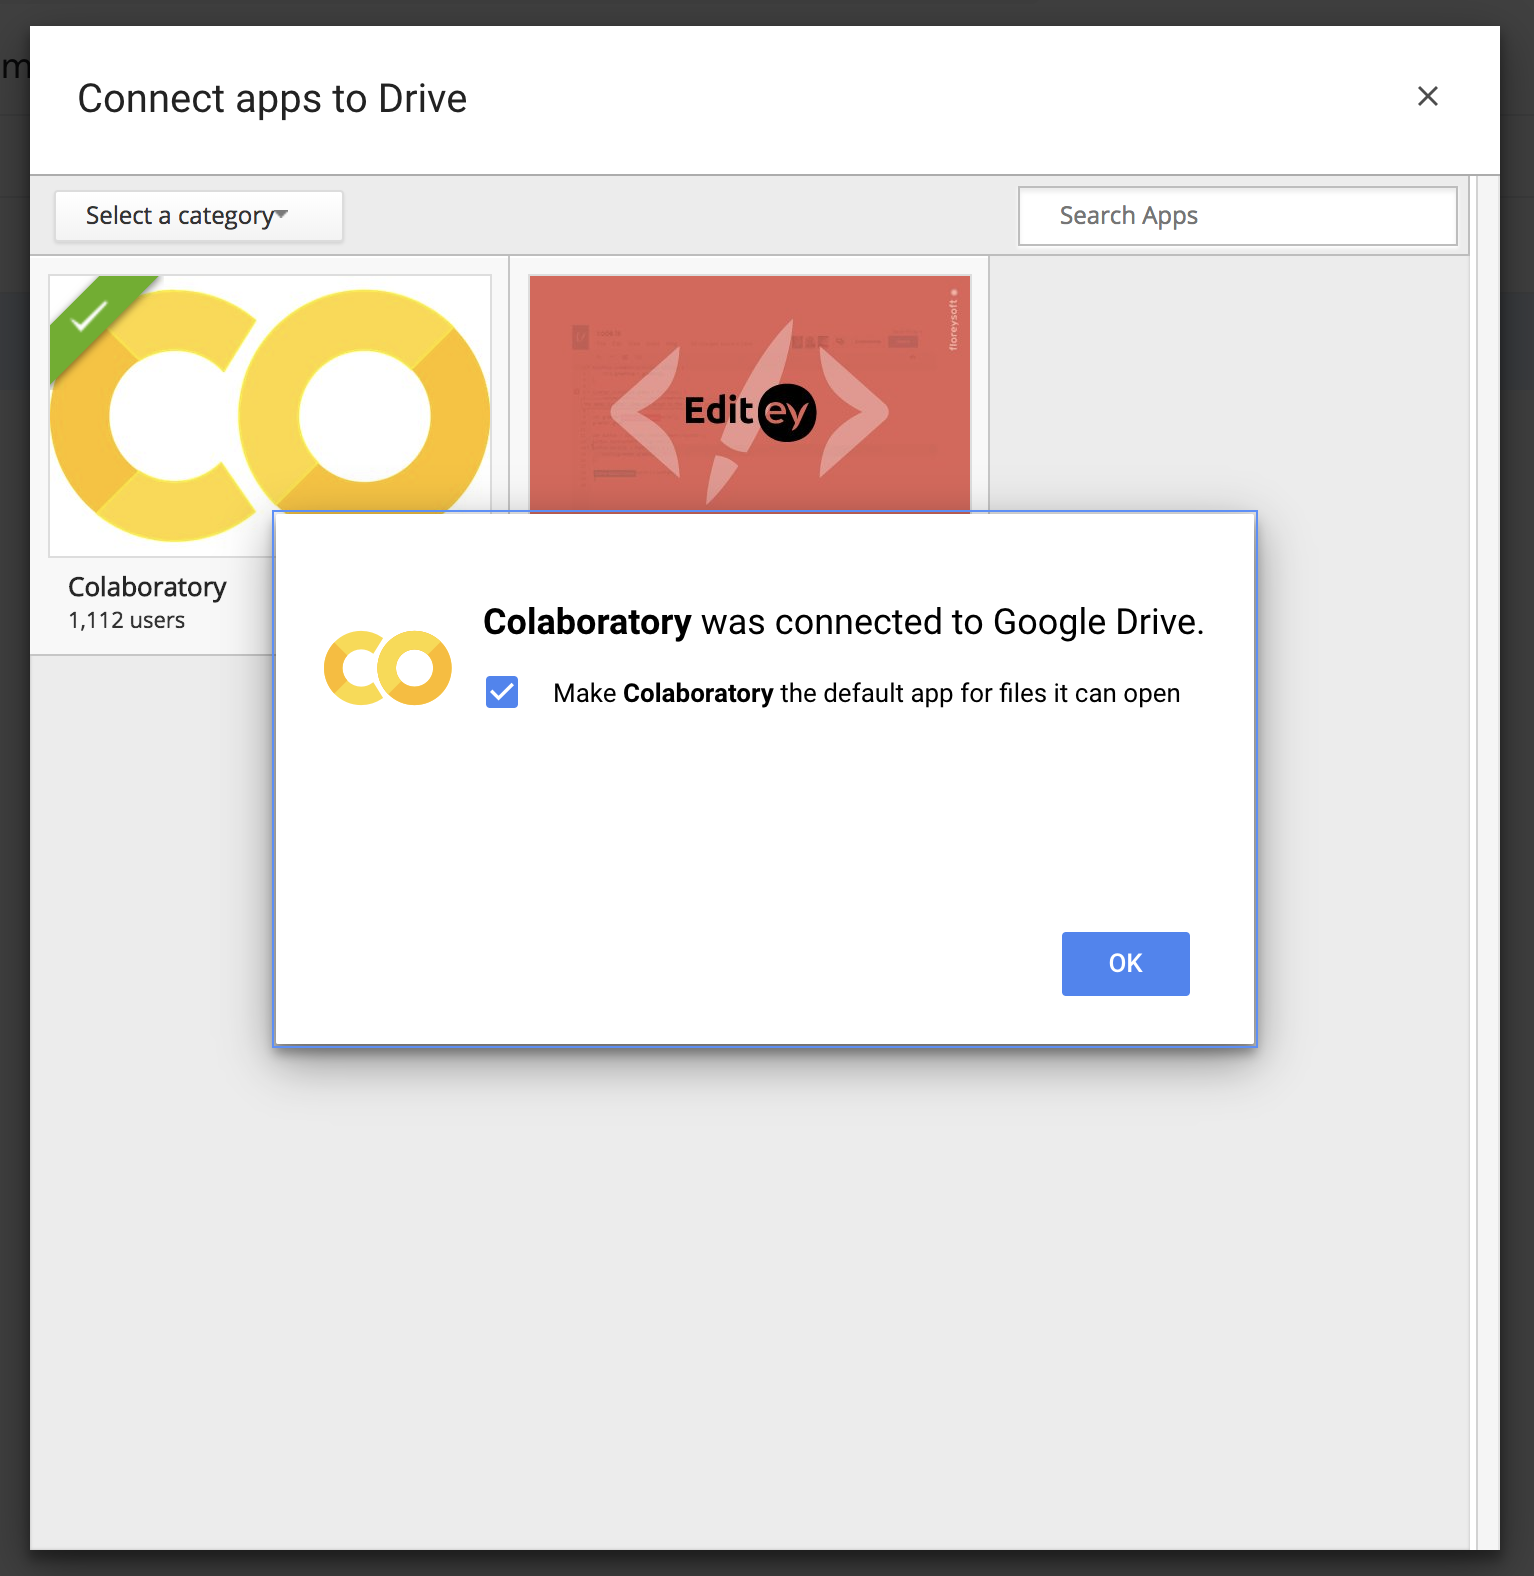 m
Connect apps to Drive
Select a category
Search Apps
floreysoft
Editey
Colaboratory
1,112 users
Colaboratory was connected to Google Drive.
Make Colaboratory the default app for files it can open
OK